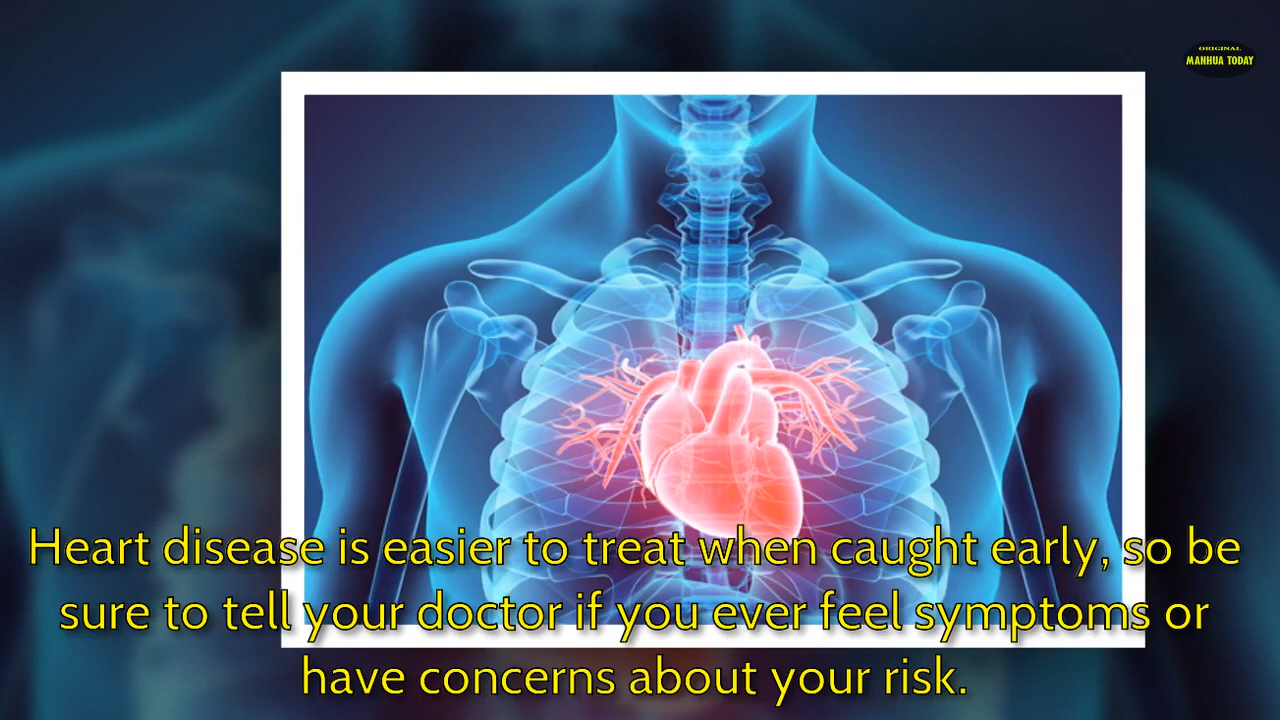 ORIGINAL
MANHUA TODAY
Heart disease is easier to treat when caught early, so be
sure to tell your doctor if you ever feel symptoms or
have concerns about your risk.